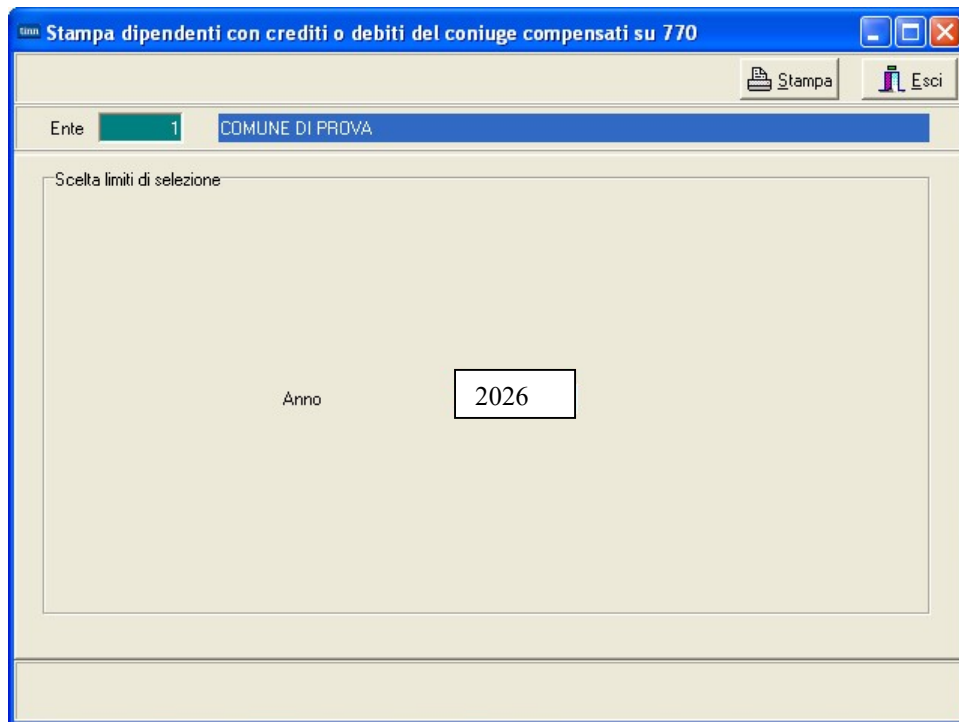 tinn Stampa dipendenti con crediti o debiti del coniuge compensati su 770
Stampa Esci
Ente 1 COMUNE DI PROVA
Scelta limiti di selezione
Anno 2026